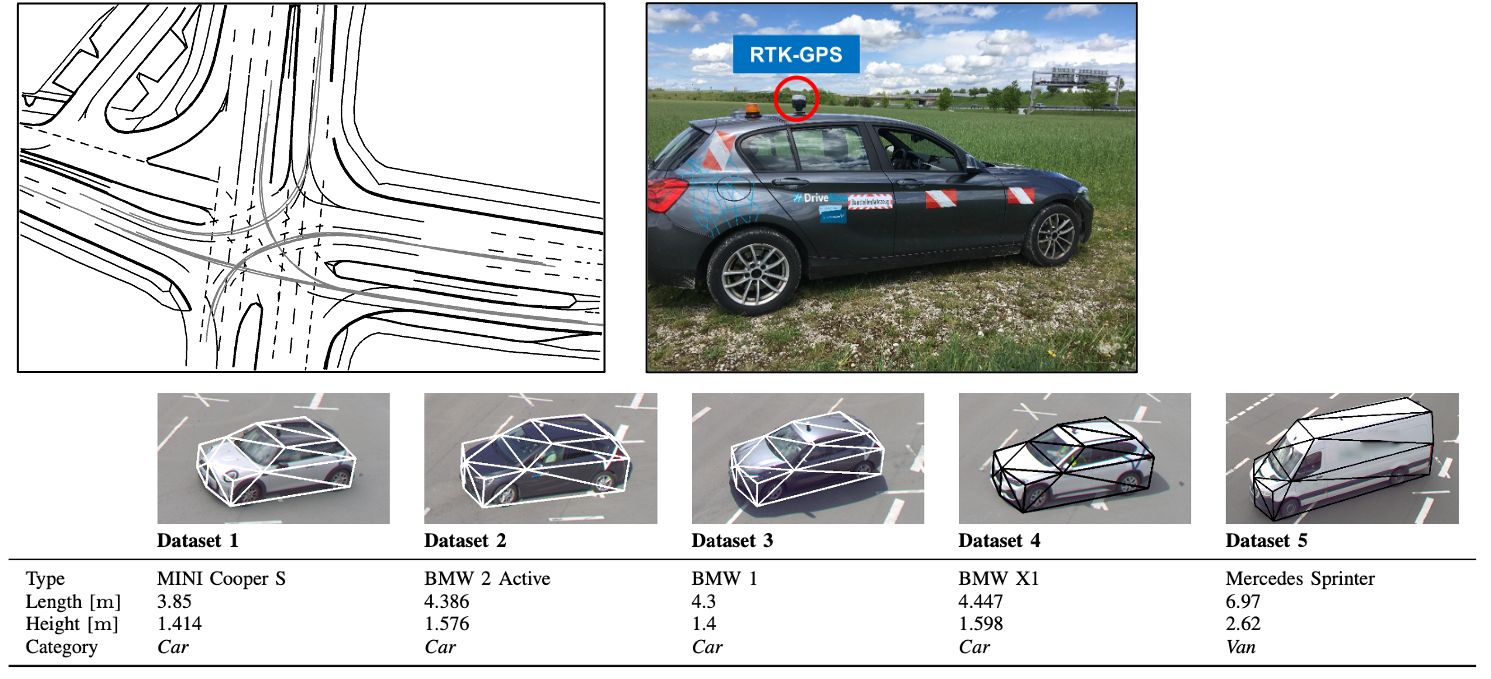 RTK-GPS
#Drive
Dataset 1 Dataset 2 Dataset 3 Dataset 4 Dataset 5
Type MINI Cooper S BMW 2 Active BMW 1 BMW X1 Mercedes Sprinter
Length [m] 3.85 4.386 4.3 4.447 6.97
Height [m] 1.414 1.576 1.4 1.598 2.62
Category Car Car Car Car Van